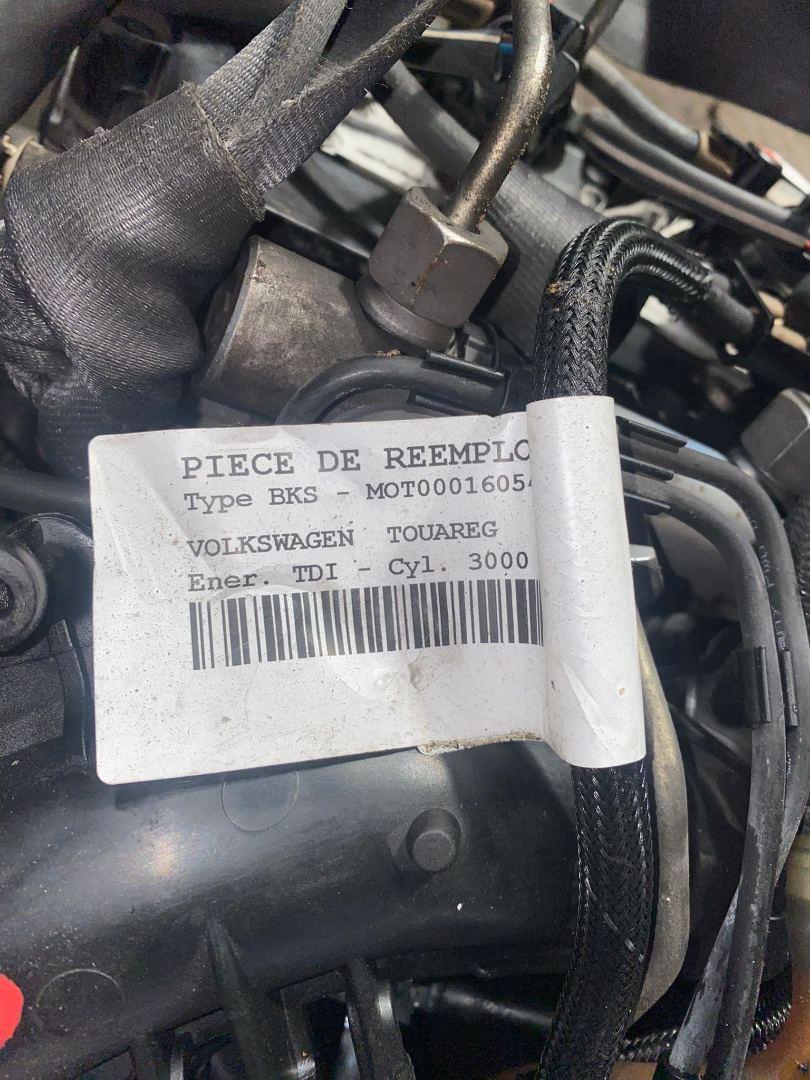 PIECE DE REEMPLO
Type BKS - MOT00016054
VOLKSWAGEN TOUAREG
Ener. TDI - Cyl. 3000